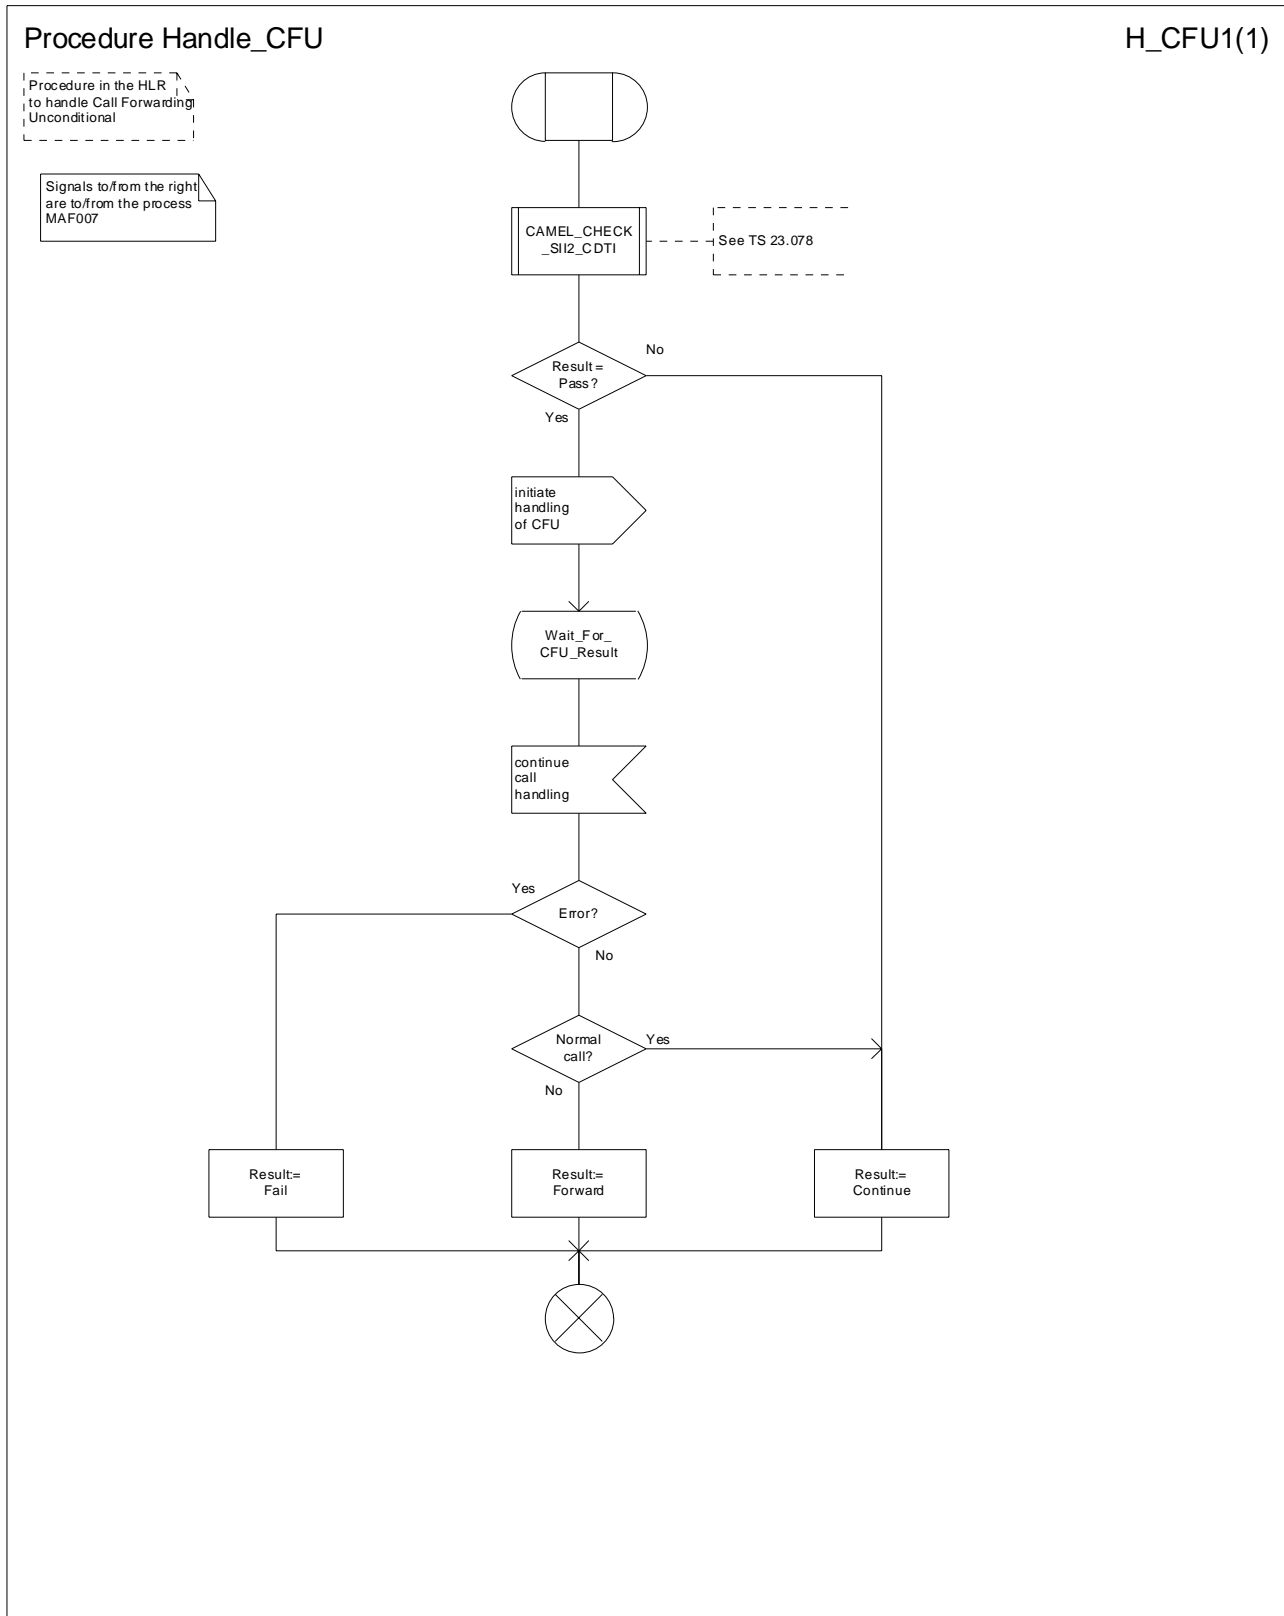 Procedure Handle_CFU
H_CFU1(1)
Procedure in the HLR
to handle Call Forwarding
Unconditional
Signals to/from the right
are to/from the process
MAF007
CAMEL_CHECK
_SII2_CDTI
See TS 23.078
Result =
Pass?
No
Yes
initiate
handling
of CFU
Wait_For_
CFU_Result
continue
call
handling
Yes
Error?
No
Normal
call?
Yes
No
Result:=
Fail
Result:=
Forward
Result:=
Continue